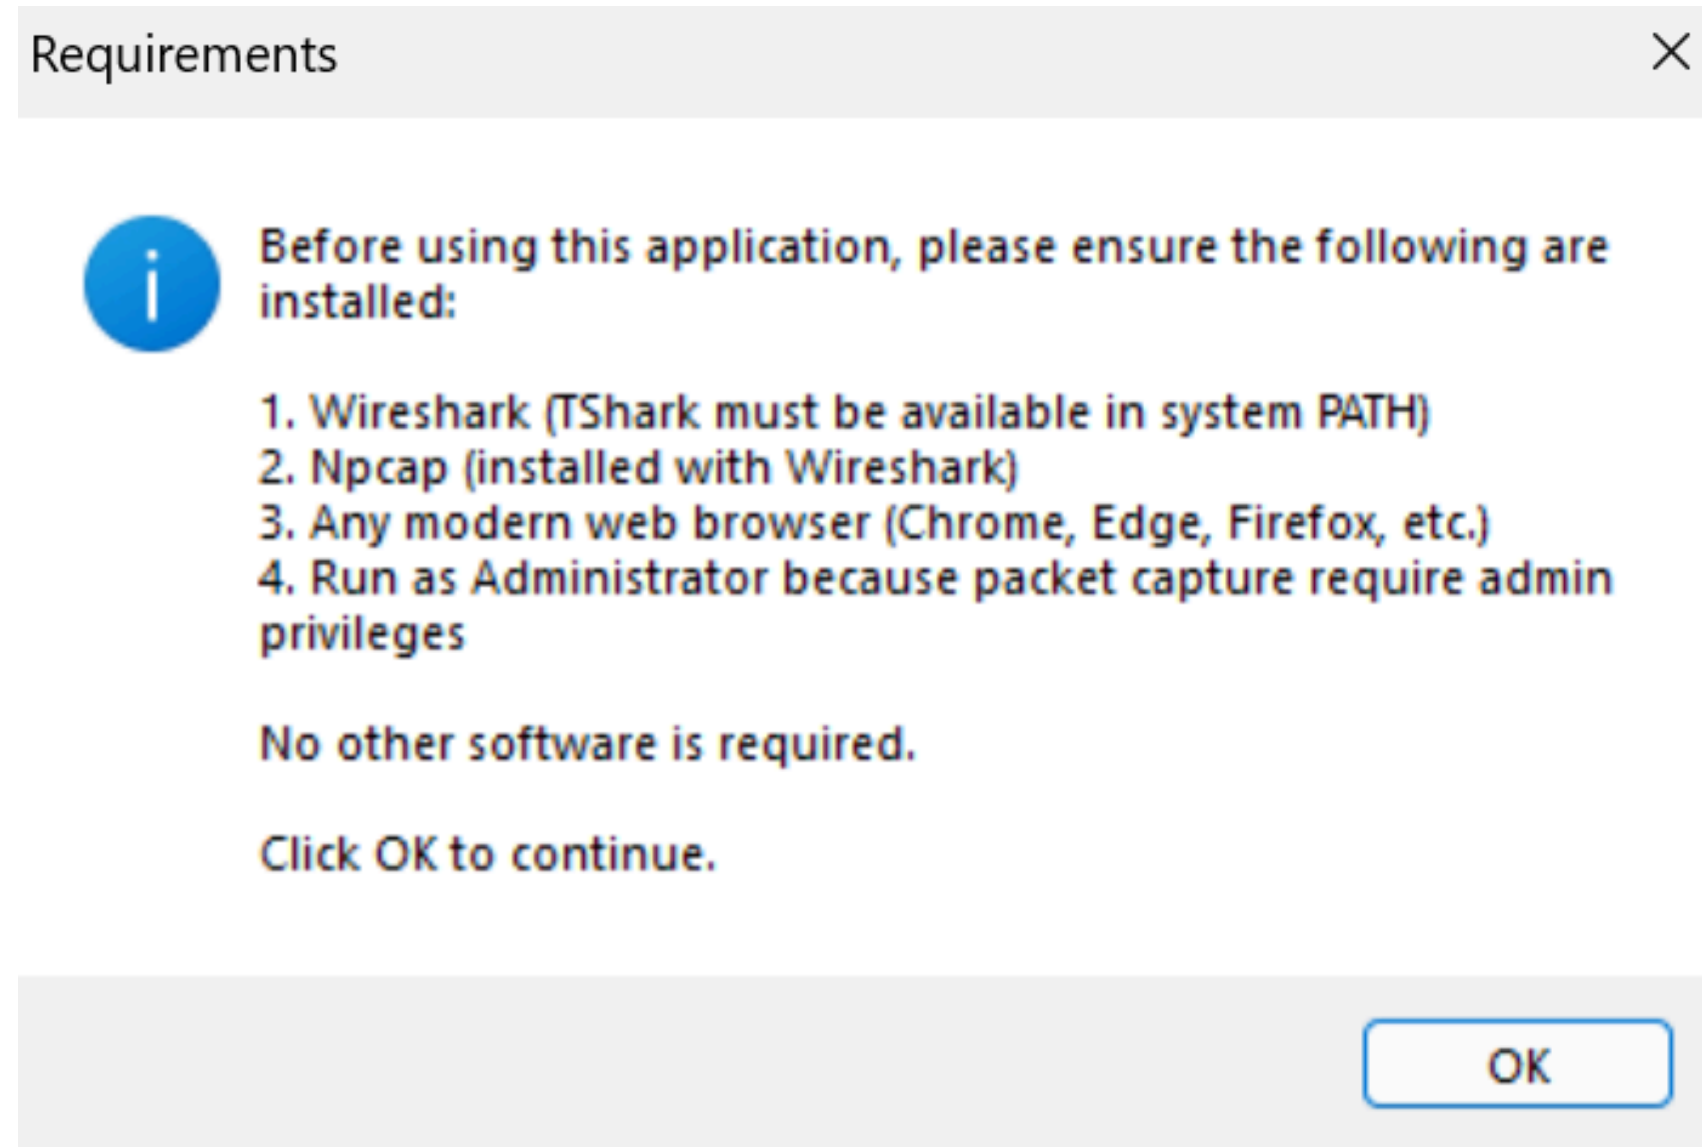 Requirements
Before using this application, please ensure the following are
installed:
1. Wireshark (TShark must be available in system PATH)
2. Npcap (installed with Wireshark)
3. Any modern web browser (Chrome, Edge, Firefox, etc.)
4. Run as Administrator because packet capture require admin
privileges
No other software is required.
Click OK to continue.
OK